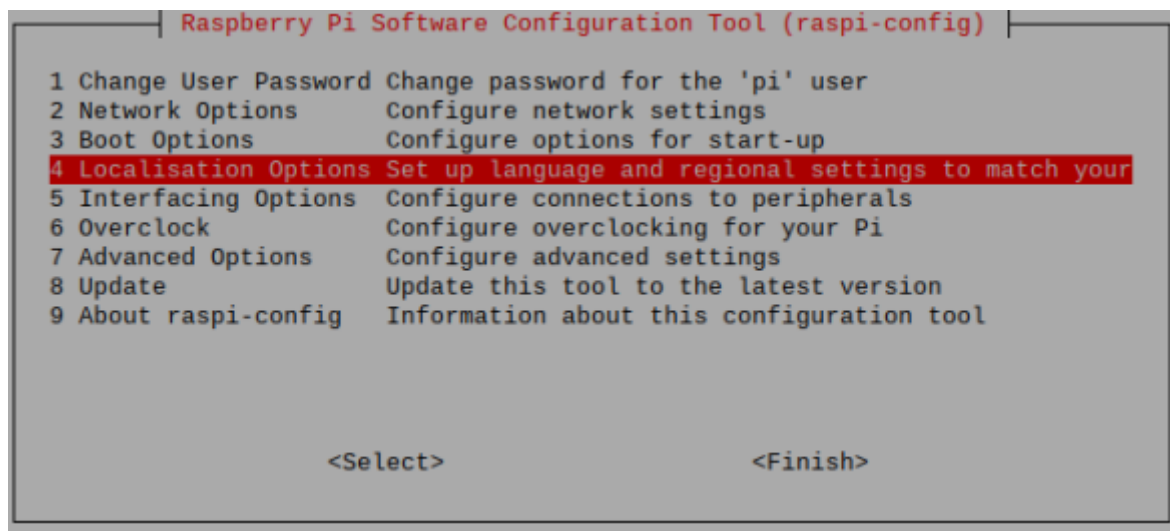 Raspberry Pi Software Configuration Tool (raspi-config)
1 Change User Password Change password for the 'pi' user
2 Network Options Configure network settings
3 Boot Options Configure options for start-up
4 Localisation Options Set up language and regional settings to match your
5 Interfacing Options Configure connections to peripherals
6 Overclock Configure overclocking for your Pi
7 Advanced Options Configure advanced settings
8 Update Update this tool to the latest version
9 About raspi-config Information about this configuration tool
<Select> <Finish>